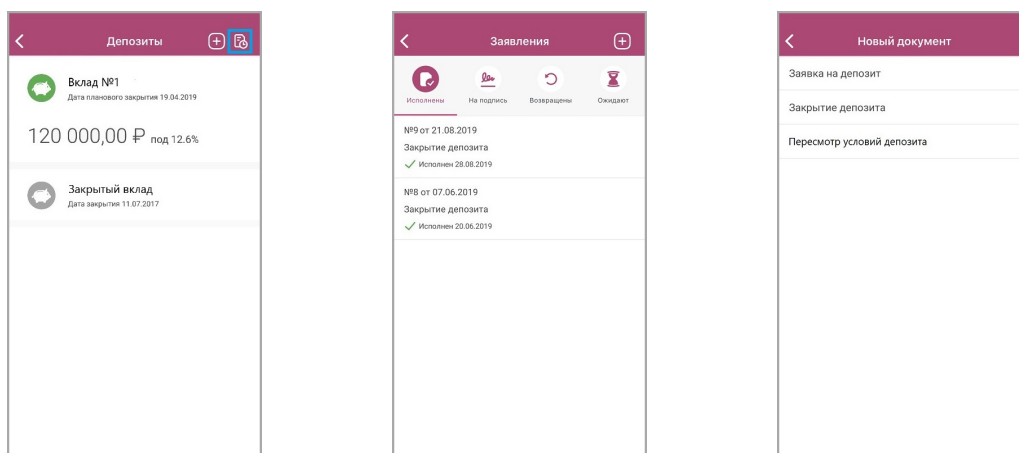 Депозиты
Вклад №1
Дата планового закрытия 19.04.2019
120 000,00 ₽ под 12.6%
Закрытый вклад
Дата закрытия 11.07.2017
Заявления
Исполнены На подпись Возвращены Ожидают
№9 от 21.08.2019
Закрытие депозита
Исполнен 28.08.2019
№8 от 07.06.2019
Закрытие депозита
Исполнен 20.06.2019
Новый документ
Заявка на депозит
Закрытие депозита
Пересмотр условий депозита